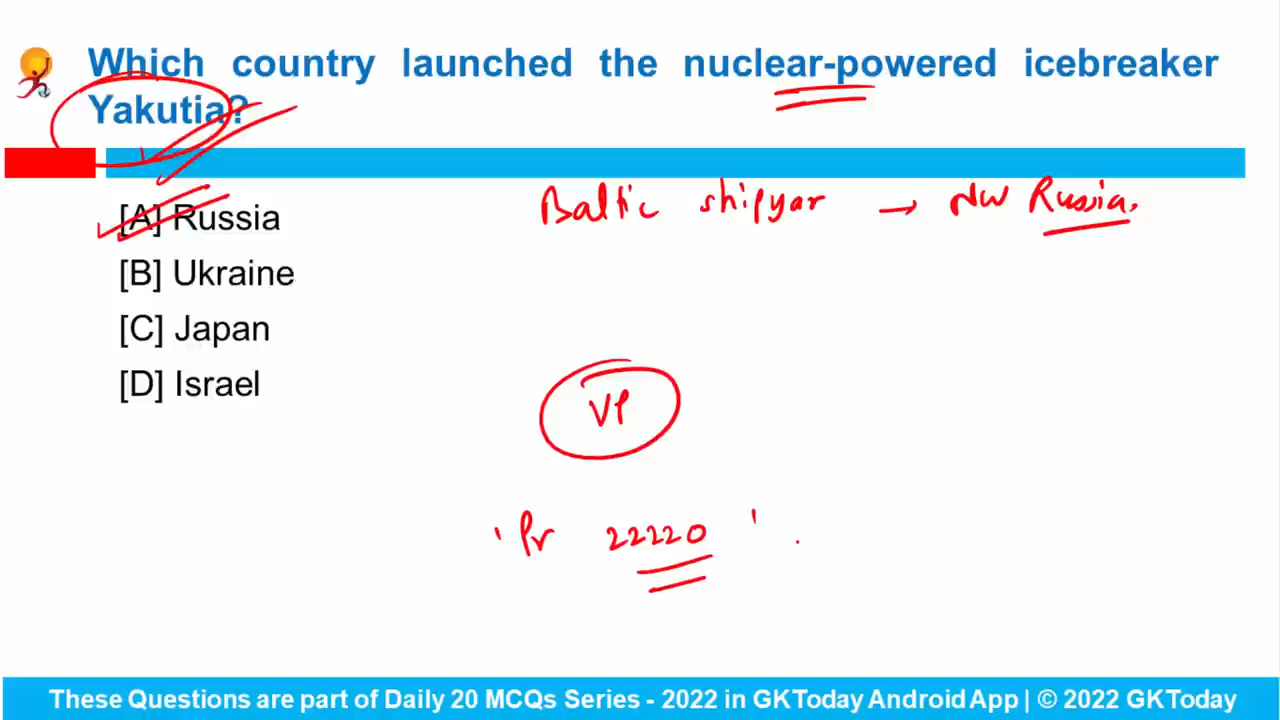 Which country launched the nuclear-powered icebreaker
Yakutia?
[A] Russia
Baltic shipyar → NW Russia.
[B] Ukraine
[C] Japan
[D] Israel
VP
'Pr 22220'
These Questions are part of Daily 20 MCQs Series - 2022 in GKToday Android App | © 2022 GKToday